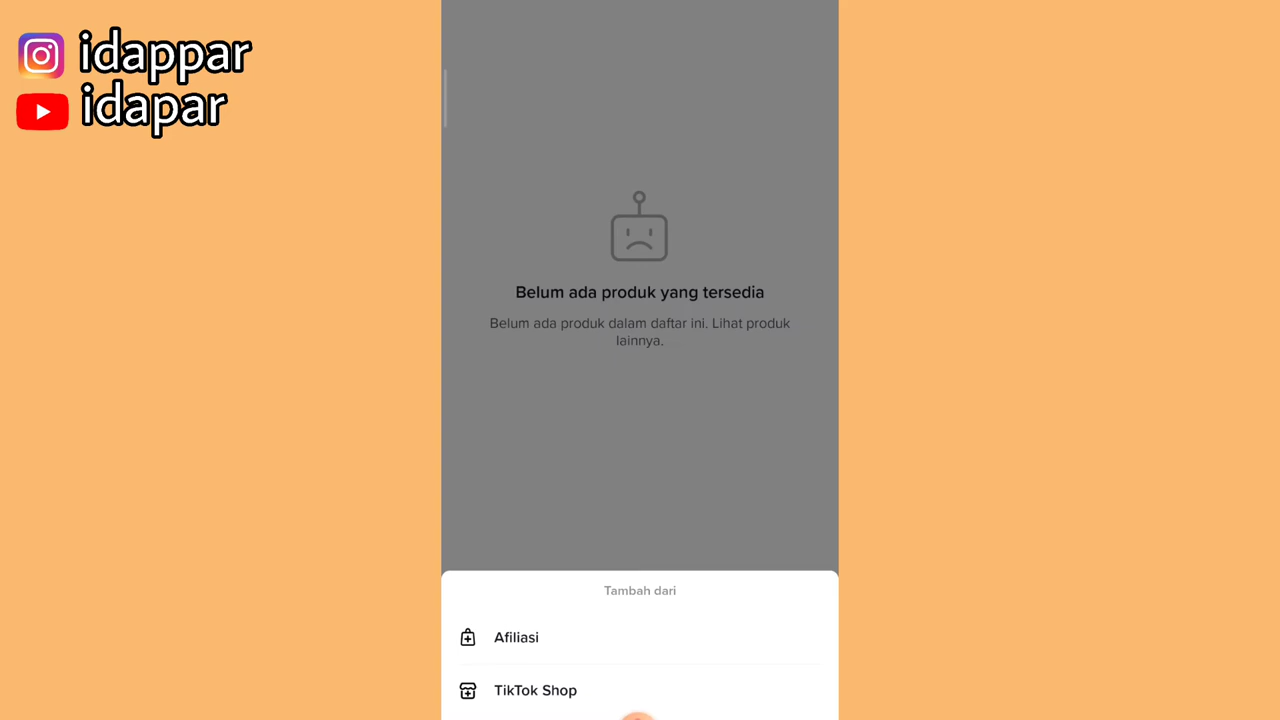 idappar
idapar
Belum ada produk yang tersedia
Belum ada produk dalam daftar ini. Lihat produk
lainnya.
Tambah dari
Afiliasi
TikTok Shop